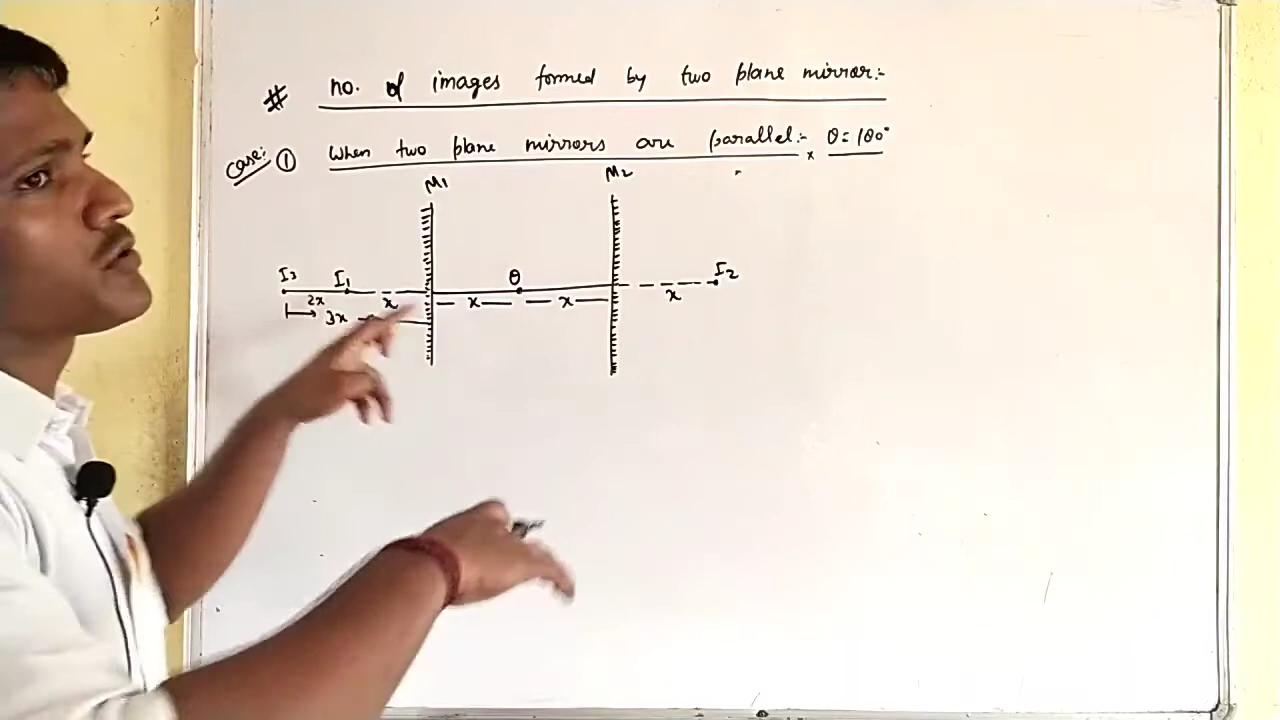 # no. of images formed by two plane mirror:-
Case: ① When two plane mirrors are parallel:- θ = 180°
M1 M2
I3 I1 θ I2
2x x x x x
3x